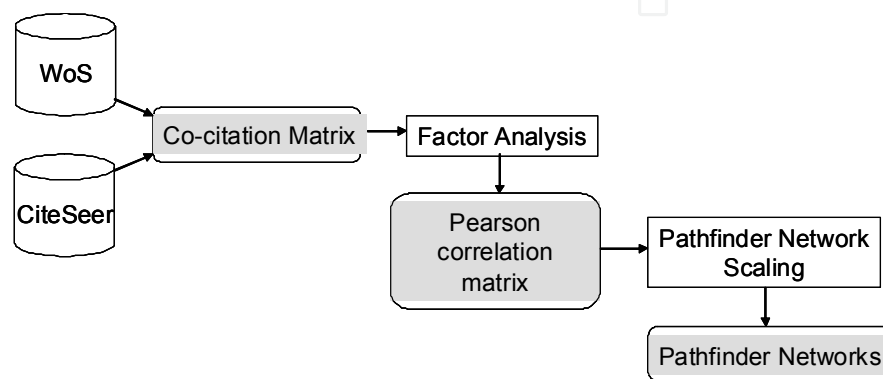 WoS
CiteSeer
Co-citation Matrix
Factor Analysis
Pearson
correlation
matrix
Pathfinder Network
Scaling
Pathfinder Networks